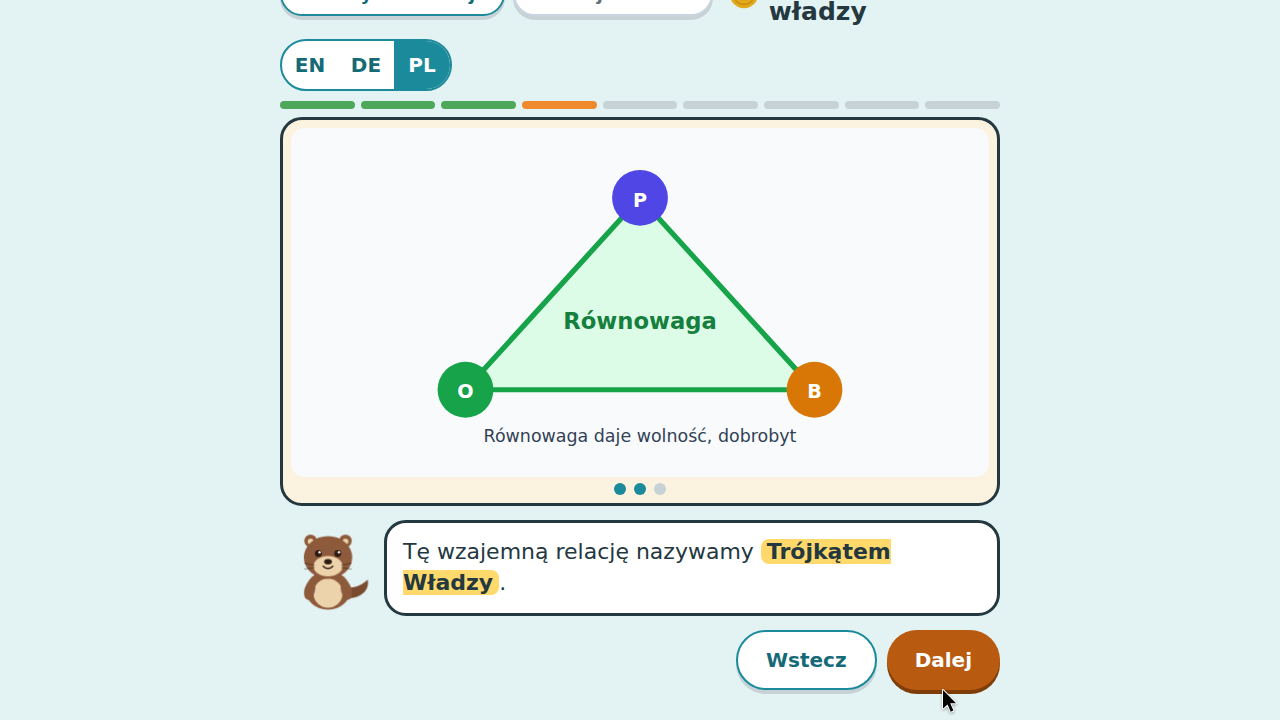 władzy
EN DE PL
P
Równowaga
O B
Równowaga daje wolność, dobrobyt
Tę wzajemną relację nazywamy Trójkątem
Władzy.
Wstecz Dalej